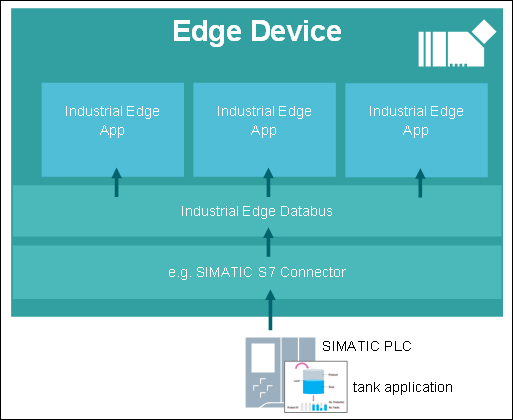 Edge Device
Industrial Edge
App
Industrial Edge
App
Industrial Edge
App
Industrial Edge Databus
e.g. SIMATIC S7 Connector
SIMATIC PLC
tank application